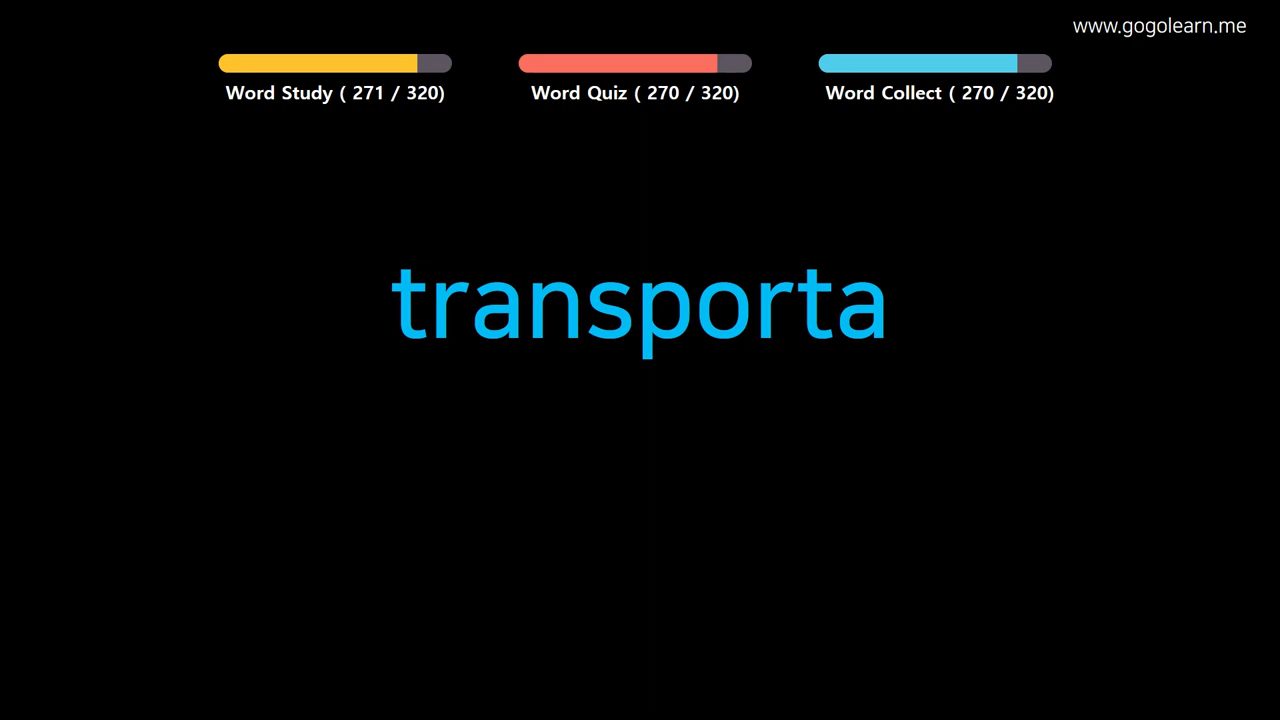 www.gogolearn.me
Word Study ( 271 / 320)
Word Quiz ( 270 / 320)
Word Collect ( 270 / 320)
transporta